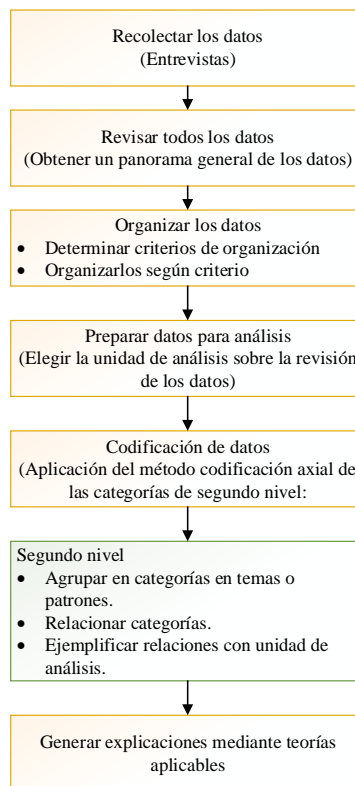 Recolectar los datos
(Entrevistas)
Revisar todos los datos
(Obtener un panorama general de los datos)
Organizar los datos
• Determinar criterios de organización
• Organizarlos según criterio
Preparar datos para análisis
(Elegir la unidad de análisis sobre la revisión
de los datos)
Codificación de datos
(Aplicación del método codificación axial de
las categorías de segundo nivel:
Segundo nivel
• Agrupar en categorías en temas o
patrones.
• Relacionar categorías.
• Ejemplificar relaciones con unidad de
análisis.
Generar explicaciones mediante teorías
aplicables